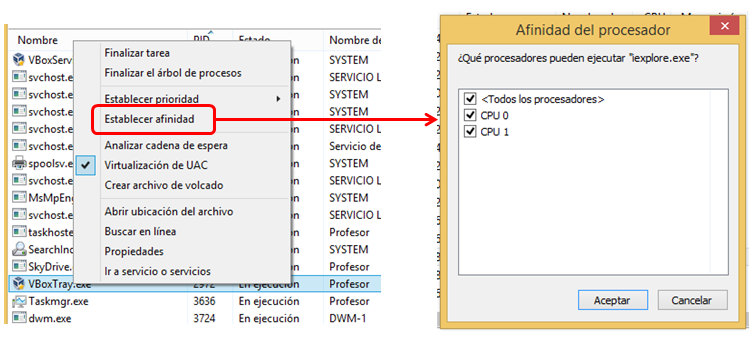 Nombre PID Estado Nombre de
VBoxServ
svchost.e
svchost.e
svchost.e
svchost.e
svchost.e
spoolsv.e
svchost.e
MsMpEng
svchost.e
taskhoste
SearchInd
SkyDrive.
VBoxTray.exe 2972 En ejecución Profesor
Taskmgr.exe 3636 En ejecución Profesor
dwm.exe 3724 En ejecución DWM-1
Finalizar tarea
Finalizar el árbol de procesos
Establecer prioridad
Establecer afinidad
Analizar cadena de espera
Virtualización de UAC
Crear archivo de volcado
Abrir ubicación del archivo
Buscar en línea
Propiedades
Ir a servicio o servicios
SYSTEM
SERVICIO L
SYSTEM
SERVICIO L
SERVICIO L
Servicio de
SYSTEM
SERVICIO L
SYSTEM
SERVICIO L
Profesor
SYSTEM
Profesor
Afinidad del procesador
¿Qué procesadores pueden ejecutar "iexplore.exe"?
<Todos los procesadores>
CPU 0
CPU 1
Aceptar Cancelar